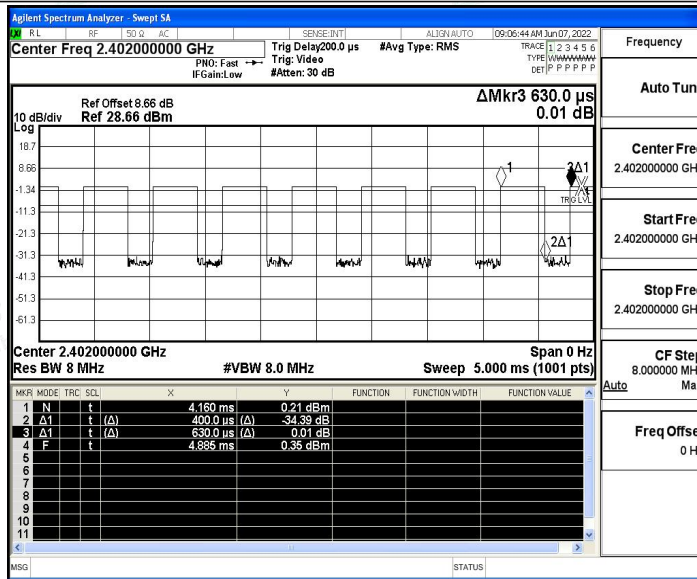 Agilent Spectrum Analyzer - Swept SA
LXI RL RF 50 Ω AC SENSE:INT ALIGN AUTO 09:06:44 AM Jun 07, 2022
Center Freq 2.402000000 GHz
PNO: Fast
IFGain:Low
Trig Delay200.0 µs
Trig: Video
#Atten: 30 dB
#Avg Type: RMS
TRACE 1 2 3 4 5 6
TYPE
DET P P P P P P
Frequency
Auto Tun
ΔMkr3 630.0 µs
0.01 dB
Ref Offset 8.66 dB
10 dB/div Ref 28.66 dBm
Log
18.7
8.66
-1.34
-11.3
-21.3
-31.3
-41.3
-51.3
-61.3
1
3Δ1
TRIG LVL
2Δ1
Center Fre
2.402000000 GH
Start Fre
2.402000000 GH
Stop Fre
2.402000000 GH
CF Step
8.000000 MH
Auto Ma
Freq Offse
0 H
Center 2.402000000 GHz Span 0 Hz
Res BW 8 MHz #VBW 8.0 MHz Sweep 5.000 ms (1001 pts)
MKR MODE TRC SCL X Y FUNCTION FUNCTION WIDTH FUNCTION VALUE
1 N t 4.160 ms 0.21 dBm
2 Δ1 t (Δ) 400.0 µs (Δ) -34.39 dB
3 Δ1 t (Δ) 630.0 µs (Δ) 0.01 dB
4 F t 4.885 ms 0.35 dBm
5
6
7
8
9
10
11
MSG STATUS